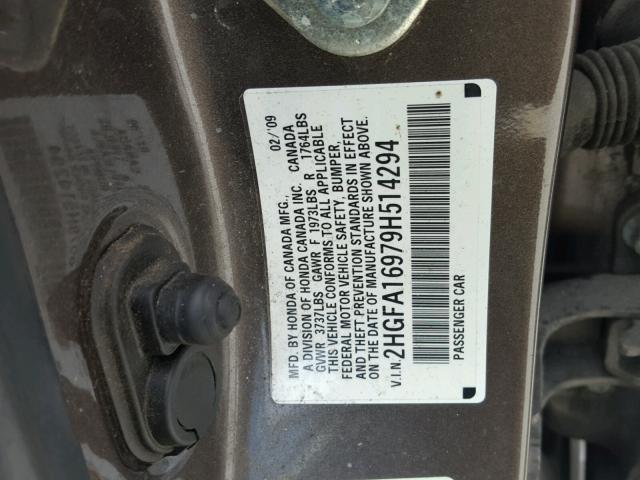 02/'09
MFD. BY HONDA OF CANADA MFG.
A DIVISION OF HONDA CANADA INC. CANADA
GVWR 3737LBS GAWR F 1973LBS R 1764LBS
THIS VEHICLE CONFORMS TO ALL APPLICABLE
FEDERAL MOTOR VEHICLE SAFETY, BUMPER,
AND THEFT PREVENTION STANDARDS IN EFFECT
ON THE DATE OF MANUFACTURE SHOWN ABOVE.
V.I.N. 2HGFA16979H514294
PASSENGER CAR